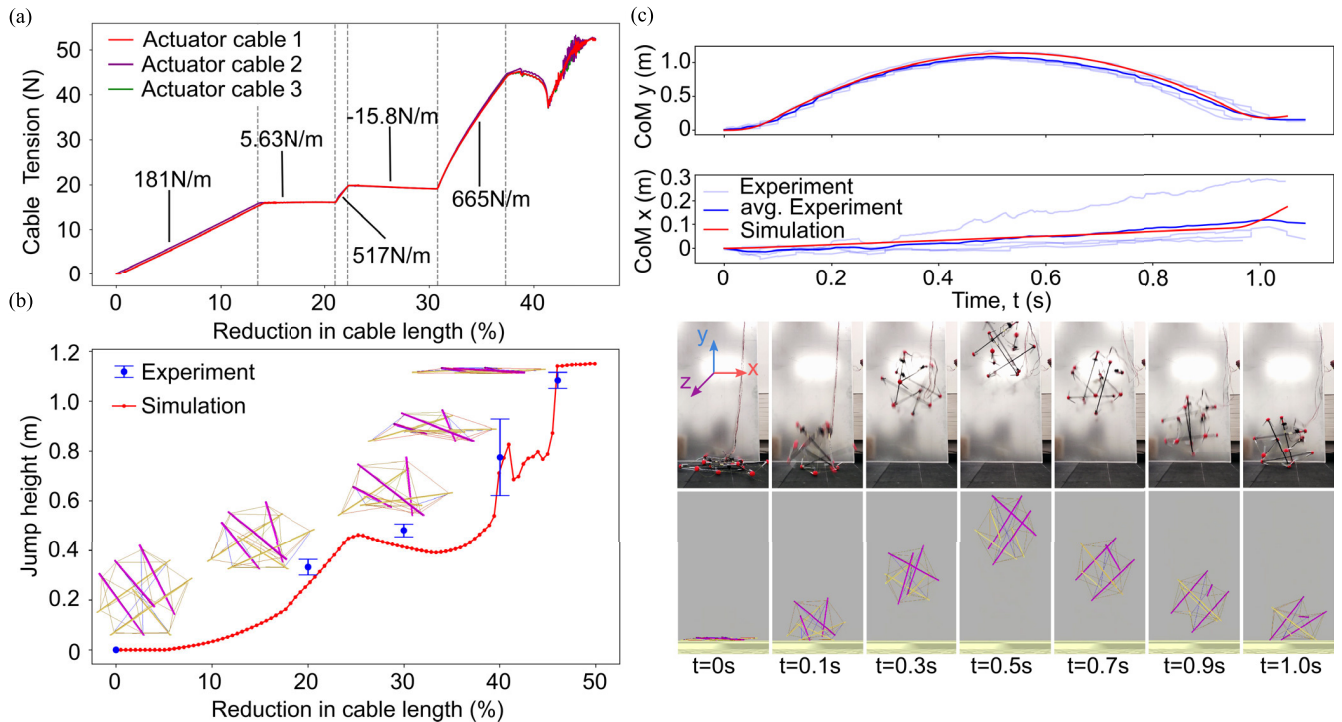 (a)
50
40
30
20
10
0
Cable Tension (N)
Actuator cable 1
Actuator cable 2
Actuator cable 3
181N/m
5.63N/m
-15.8N/m
517N/m
665N/m
0
10
20
30
40
Reduction in cable length (%)
(b)
1.2
1.0
0.8
0.6
0.4
0.2
0
Jump height (m)
Experiment
Simulation
0
10
20
30
40
50
Reduction in cable length (%)
(c)
1.0
0.5
0
CoM y (m)
0.3
0.2
0.1
0
CoM x (m)
Experiment
avg. Experiment
Simulation
0
0.2
0.4
0.6
0.8
1.0
Time, t (s)
y
x
z
t=0s
t=0.1s
t=0.3s
t=0.5s
t=0.7s
t=0.9s
t=1.0s